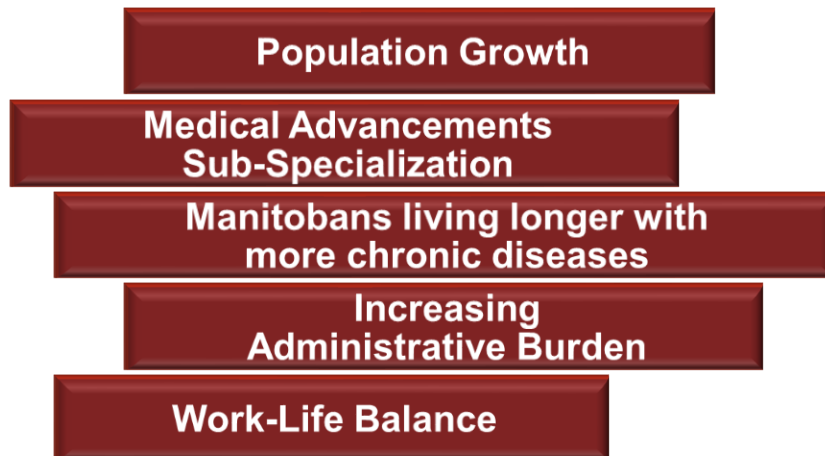 Population Growth
Medical Advancements
Sub-Specialization
Manitobans living longer with
more chronic diseases
Increasing
Administrative Burden
Work-Life Balance